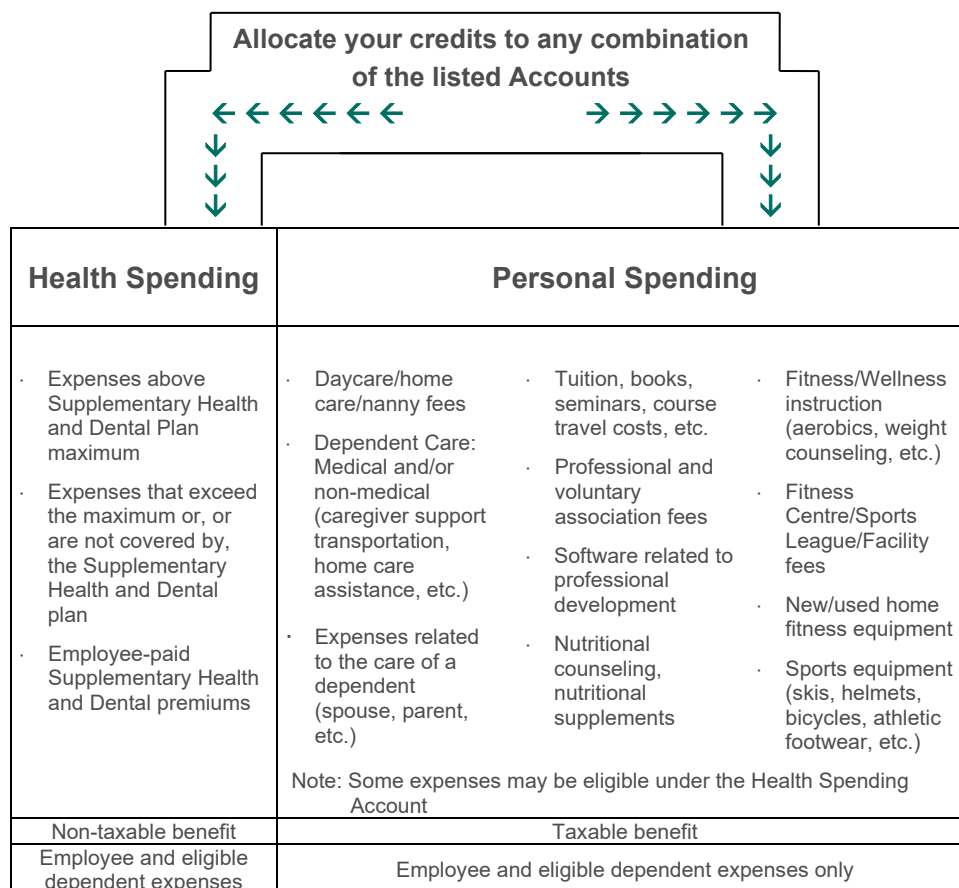 Allocate your credits to any combination
of the listed Accounts
Health Spending
Personal Spending
· Expenses above
Supplementary Health
and Dental Plan
maximum
· Expenses that exceed
the maximum or, or
are not covered by,
the Supplementary
Health and Dental
plan
· Employee-paid
Supplementary Health
and Dental premiums
· Daycare/home
care/nanny fees
· Dependent Care:
Medical and/or
non-medical
(caregiver support
transportation,
home care
assistance, etc.)
· Expenses related
to the care of a
dependent
(spouse, parent,
etc.)
· Tuition, books,
seminars, course
travel costs, etc.
· Professional and
voluntary
association fees
· Software related to
professional
development
· Nutritional
counseling,
nutritional
supplements
· Fitness/Wellness
instruction
(aerobics, weight
counseling, etc.)
· Fitness
Centre/Sports
League/Facility
fees
· New/used home
fitness equipment
· Sports equipment
(skis, helmets,
bicycles, athletic
footwear, etc.)
Note: Some expenses may be eligible under the Health Spending
Account
Non-taxable benefit
Taxable benefit
Employee and eligible
dependent expenses
Employee and eligible dependent expenses only